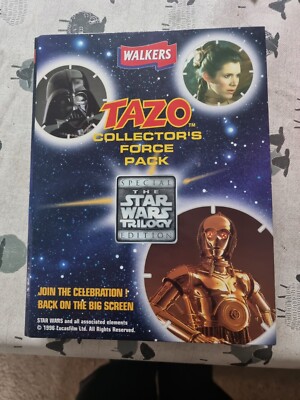 WALKERS
TAZO™
COLLECTOR'S
FORCE
PACK
SPECIAL
THE
STAR
WARS
TRILOGY
EDITION
JOIN THE CELEBRATION !
BACK ON THE BIG SCREEN
STAR WARS and all associated elements
© 1996 Lucasfilm Ltd. All Rights Reserved.